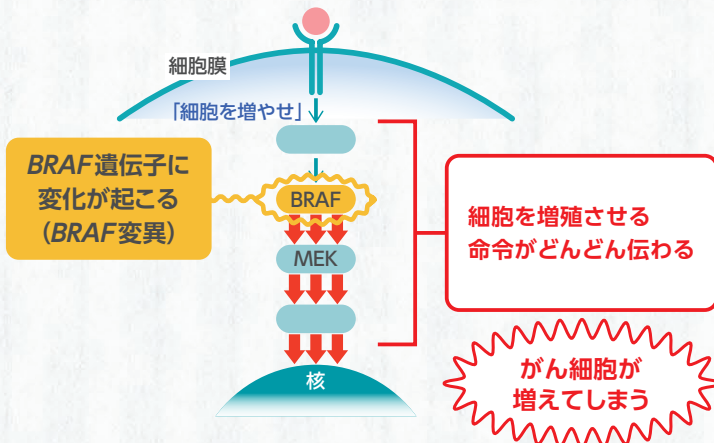 細胞膜
「細胞を増やせ」
BRAF遺伝子に
変化が起こる
（BRAF変異）
BRAF
MEK
細胞を増殖させる
命令がどんどん伝わる
核
がん細胞が
増えてしまう